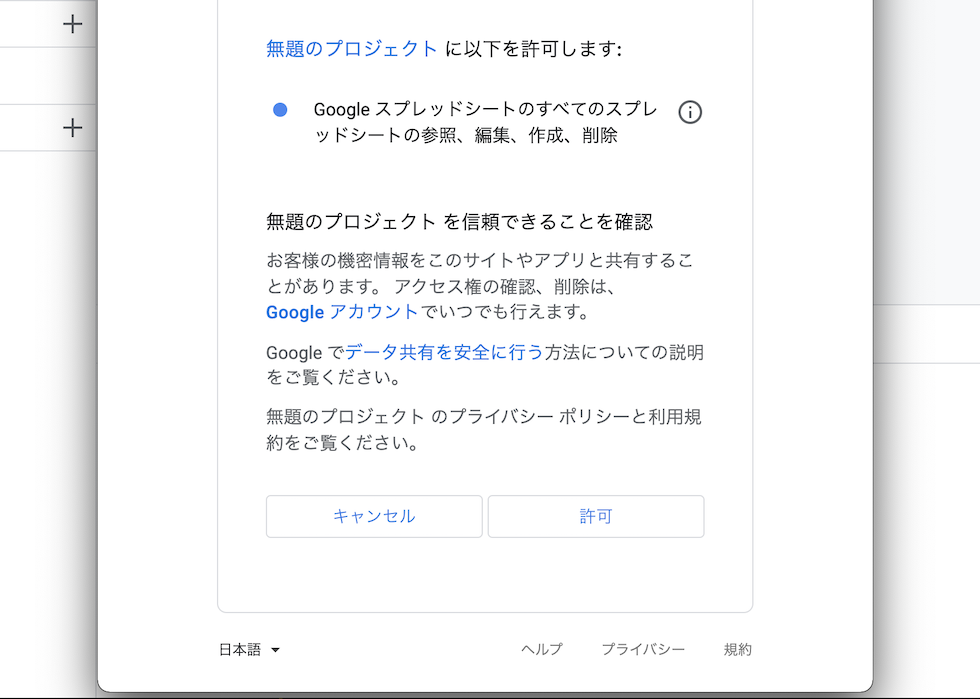 無題のプロジェクト に以下を許可します:
Google スプレッドシートのすべてのスプレ
ッドシートの参照、編集、作成、削除
無題のプロジェクト を信頼できることを確認
お客様の機密情報をこのサイトやアプリと共有するこ
とがあります。 アクセス権の確認、削除は、
Google アカウントでいつでも行えます。
Google でデータ共有を安全に行う方法についての説明
をご覧ください。
無題のプロジェクト のプライバシー ポリシーと利用規
約をご覧ください。
キャンセル 許可
日本語 ヘルプ プライバシー 規約